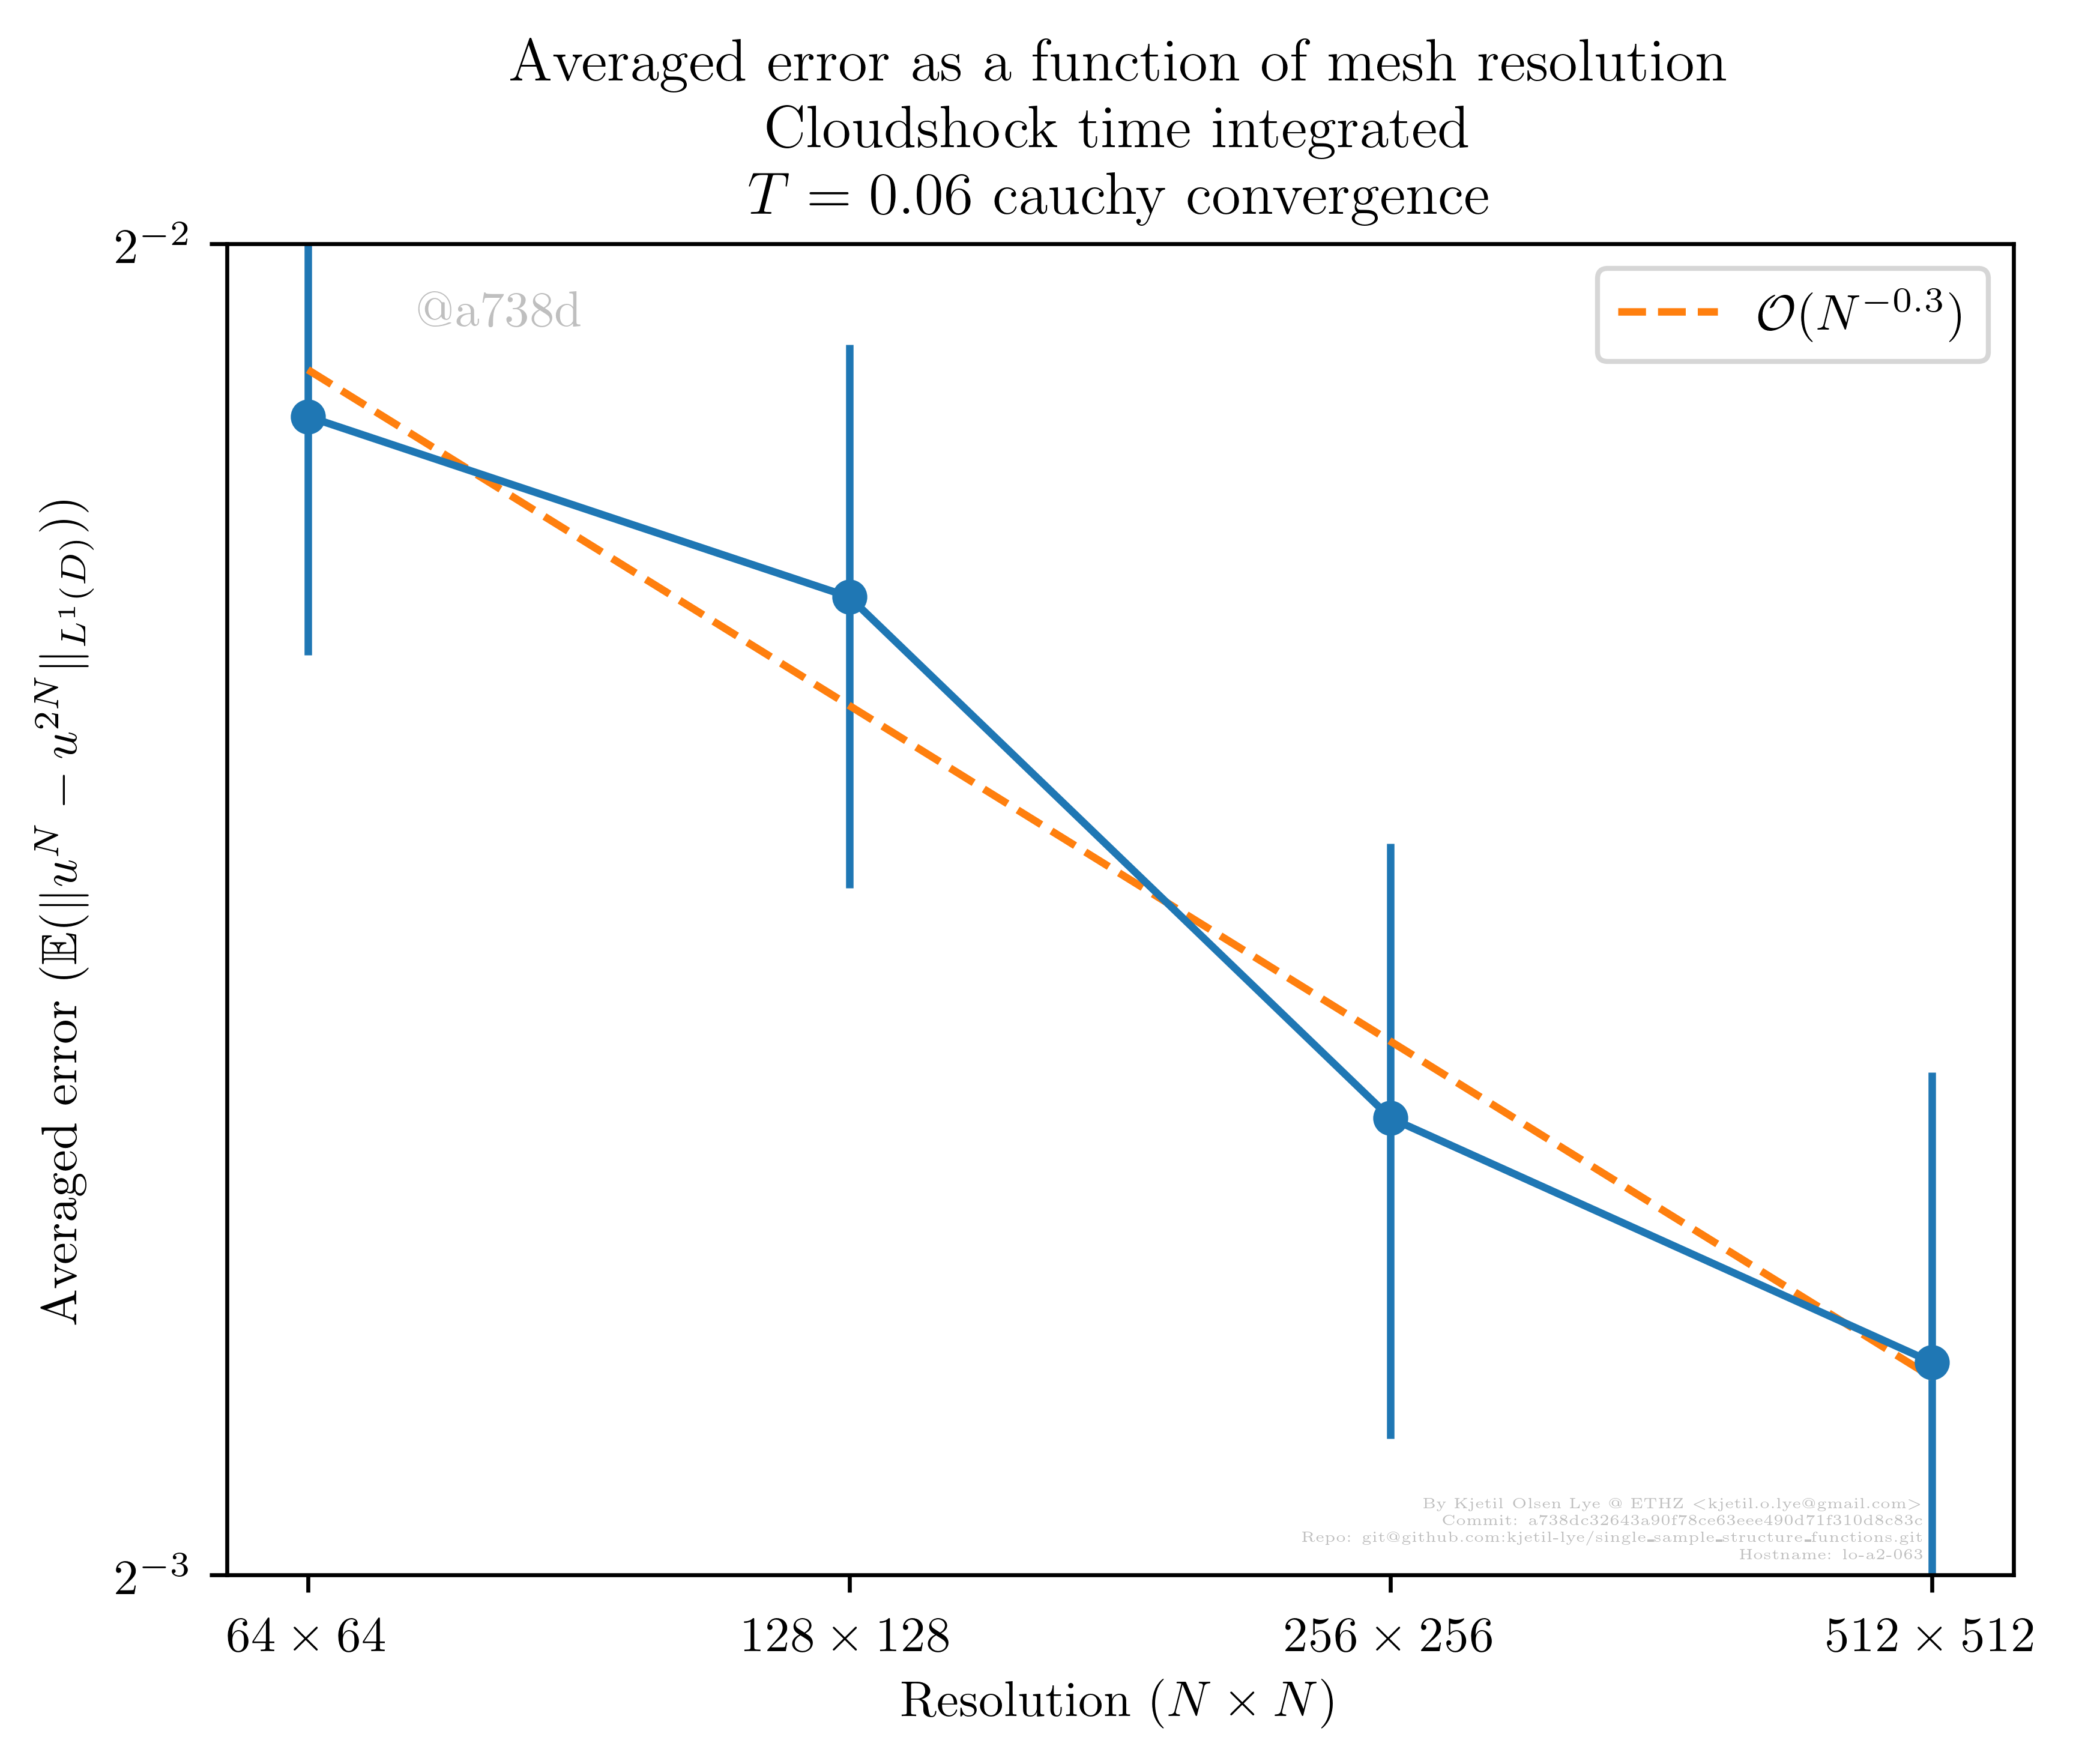 Averaged error as a function of mesh resolution
Cloudshock time integrated
T = 0.06 cauchy convergence
2⁻²
@a738d
𝒪(N⁻⁰·³)
Averaged error (𝔼(||u^N − u^{2N}||_{L¹(D)}))
By Kjetil Olsen Lye @ ETHZ <kjetil.o.lye@gmail.com>
Commit: a738dc32643a90f78ce63eee490d71f310d8c83c
Repo: git@github.com:kjetil-lye/single_sample_structure_functions.git
Hostname: lo-a2-063
2⁻³
64 × 64
128 × 128
256 × 256
512 × 512
Resolution (N × N)